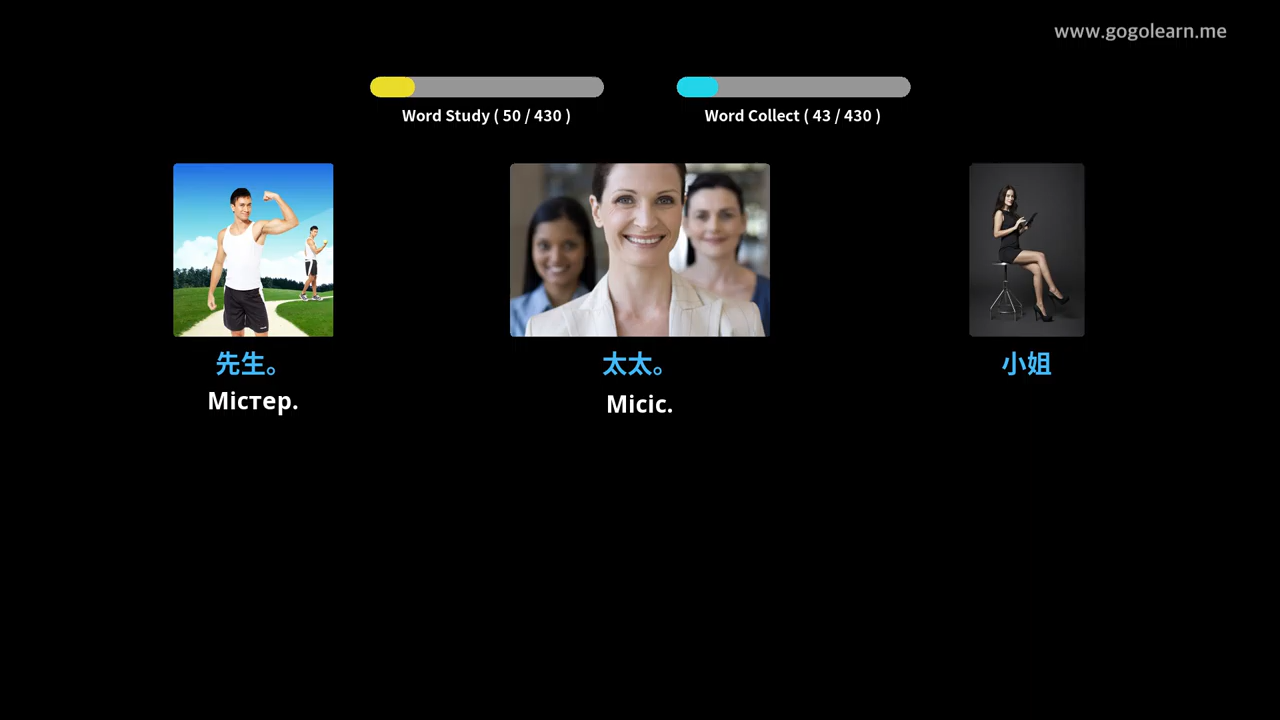 www.gogolearn.me
Word Study ( 50 / 430 )
Word Collect ( 43 / 430 )
先生。
太太。
小姐
Містер.
Місіс.